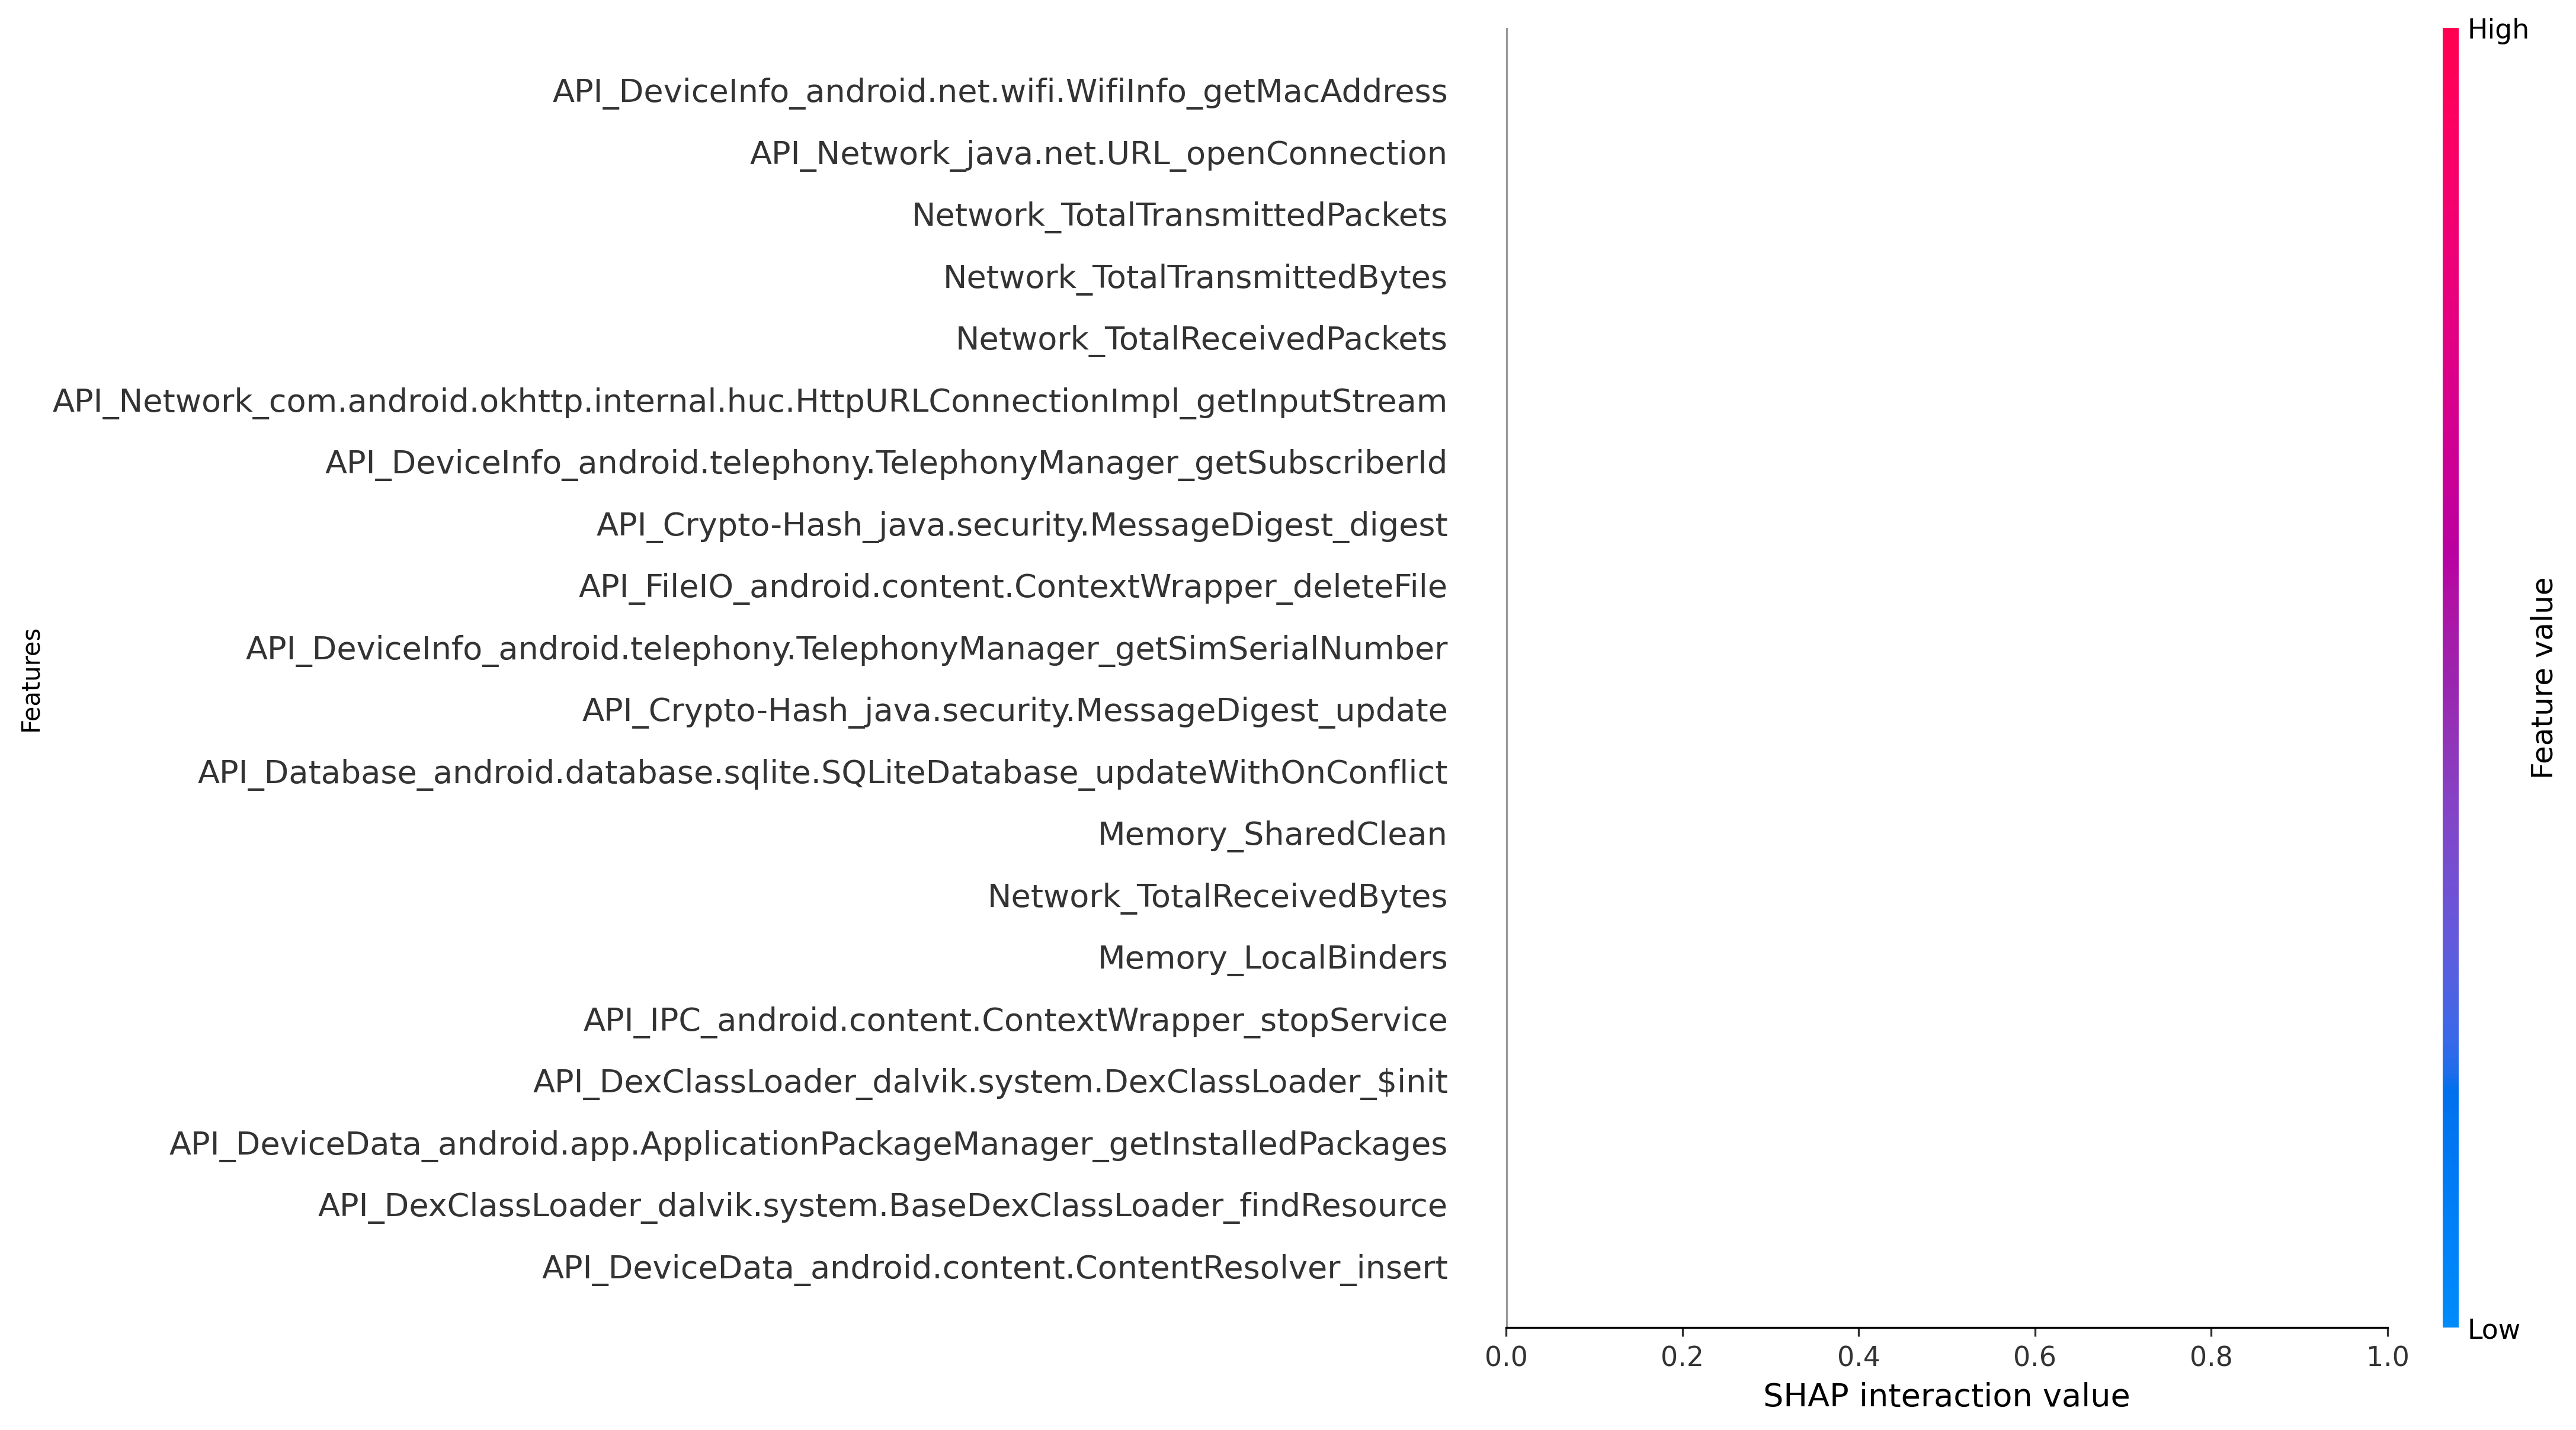 High
API_DeviceInfo_android.net.wifi.WifiInfo_getMacAddress
API_Network_java.net.URL_openConnection
Network_TotalTransmittedPackets
Network_TotalTransmittedBytes
Network_TotalReceivedPackets
API_Network_com.android.okhttp.internal.huc.HttpURLConnectionImpl_getInputStream
API_DeviceInfo_android.telephony.TelephonyManager_getSubscriberId
API_Crypto-Hash_java.security.MessageDigest_digest
API_FileIO_android.content.ContextWrapper_deleteFile
API_DeviceInfo_android.telephony.TelephonyManager_getSimSerialNumber
API_Crypto-Hash_java.security.MessageDigest_update
API_Database_android.database.sqlite.SQLiteDatabase_updateWithOnConflict
Memory_SharedClean
Network_TotalReceivedBytes
Memory_LocalBinders
API_IPC_android.content.ContextWrapper_stopService
API_DexClassLoader_dalvik.system.DexClassLoader_$init
API_DeviceData_android.app.ApplicationPackageManager_getInstalledPackages
API_DexClassLoader_dalvik.system.BaseDexClassLoader_findResource
API_DeviceData_android.content.ContentResolver_insert
Features
Feature value
Low
0.0 0.2 0.4 0.6 0.8 1.0
SHAP interaction value